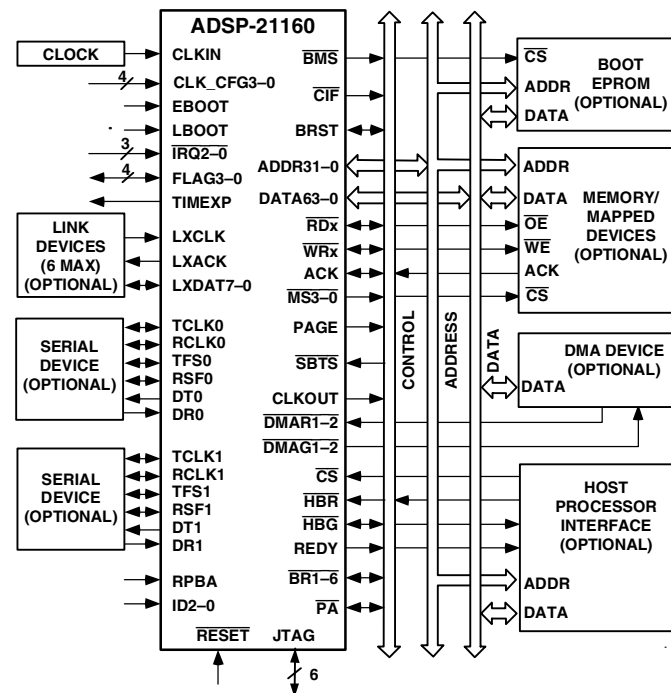 ADSP-21160
CLOCK
CLKIN
4
CLK_CFG3-0
EBOOT
LBOOT
3
IRQ2-0
4
FLAG3-0
TIMEXP
LINK
DEVICES
(6 MAX)
(OPTIONAL)
LXCLK
LXACK
LXDAT7-0
SERIAL
DEVICE
(OPTIONAL)
TCLK0
RCLK0
TFS0
RSF0
DT0
DR0
SERIAL
DEVICE
(OPTIONAL)
TCLK1
RCLK1
TFS1
RSF1
DT1
DR1
RPBA
ID2-0
RESET
JTAG
6
BMS
CIF
BRST
ADDR31-0
DATA63-0
RDx
WRx
ACK
MS3-0
PAGE
SBTS
CLKOUT
DMAR1-2
DMAG1-2
CS
HBR
HBG
REDY
BR1-6
PA
CONTROL
ADDRESS
DATA
CS
ADDR
DATA
BOOT
EPROM
(OPTIONAL)
ADDR
DATA
OE
WE
ACK
CS
MEMORY/
MAPPED
DEVICES
(OPTIONAL)
DATA
DMA DEVICE
(OPTIONAL)
HOST
PROCESSOR
INTERFACE
(OPTIONAL)
ADDR
DATA